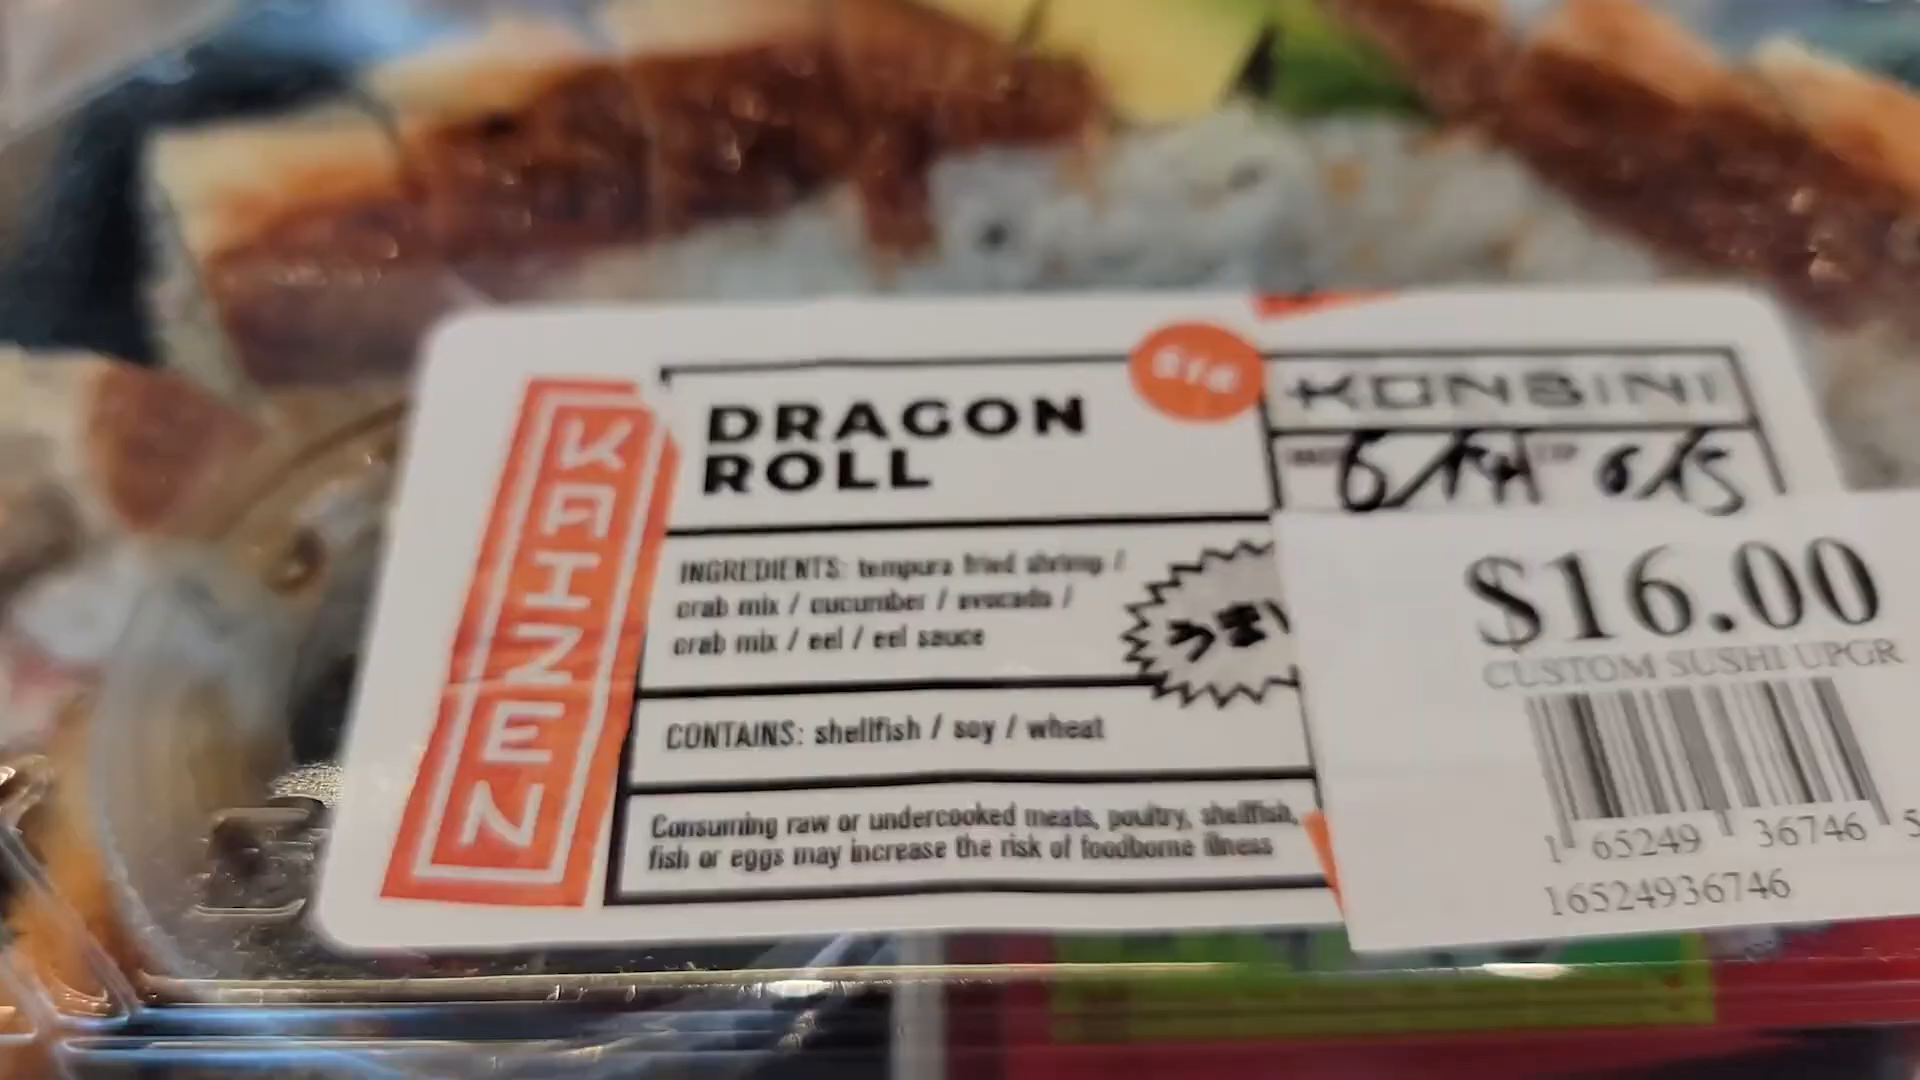 KAIZEN
DRAGON
ROLL
$16
KONBINI
6/14 6/15
INGREDIENTS: tempura fried shrimp /
crab mix / cucumber / avocado /
crab mix / eel / eel sauce
うまい
CONTAINS: shellfish / soy / wheat
Consuming raw or undercooked meats, poultry, shellfish,
fish or eggs may increase the risk of foodborne illness
$16.00
CUSTOM SUSHI UPGR
1 65249 36746 5
16524936746